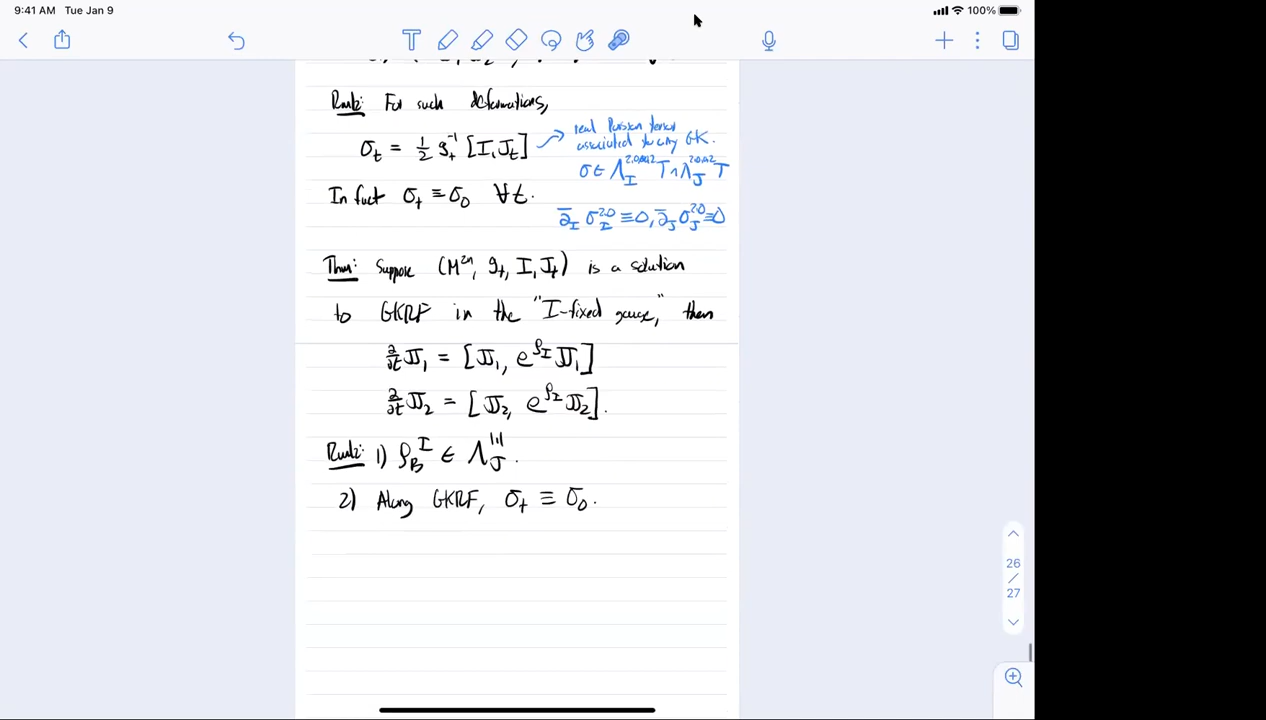 9:41 AM Tue Jan 9
100%
Rmk: For such deformations,
σ_t = 1/2 g_t^{-1} [I, J_t]
real Poisson tensor
associated to any GK.
σ ∈ Λ_I^{2,0+0,2} T ∩ Λ_J^{2,0+0,2} T
In fact σ_t ≡ σ_0 ∀t.
∂̄_I σ_I^{2,0} ≡ 0, ∂̄_J σ_J^{2,0} ≡ 0
Thm: Suppose (M^{2n}, g_t, I, J_t) is a solution
to GKRF in the "I-fixed gauge," then
∂/∂t 𝕁_1 = [𝕁_1, e^{ρ_I} 𝕁_1]
∂/∂t 𝕁_2 = [𝕁_2, e^{ρ_I} 𝕁_2].
Rmk: 1) ρ_B^I ∈ Λ_J^{1,1}.
2) Along GKRF, σ_t ≡ σ_0.
26
/
27